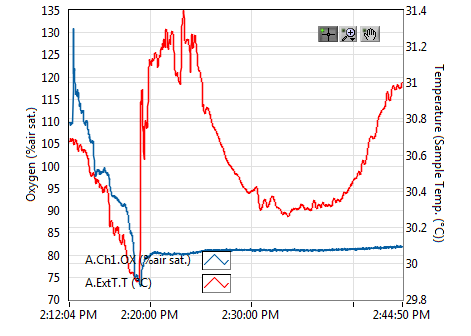 135
130
125
120
115
110
105
100
95
90
85
80
75
70
Oxygen (%air sat.)
31.4
31.2
31
30.8
30.6
30.4
30.2
30
29.8
Temperature (Sample Temp. (°C))
A.Ch1.OX (%air sat.)
A.ExtT.T (°C)
2:12:04 PM
2:20:00 PM
2:30:00 PM
2:44:50 PM